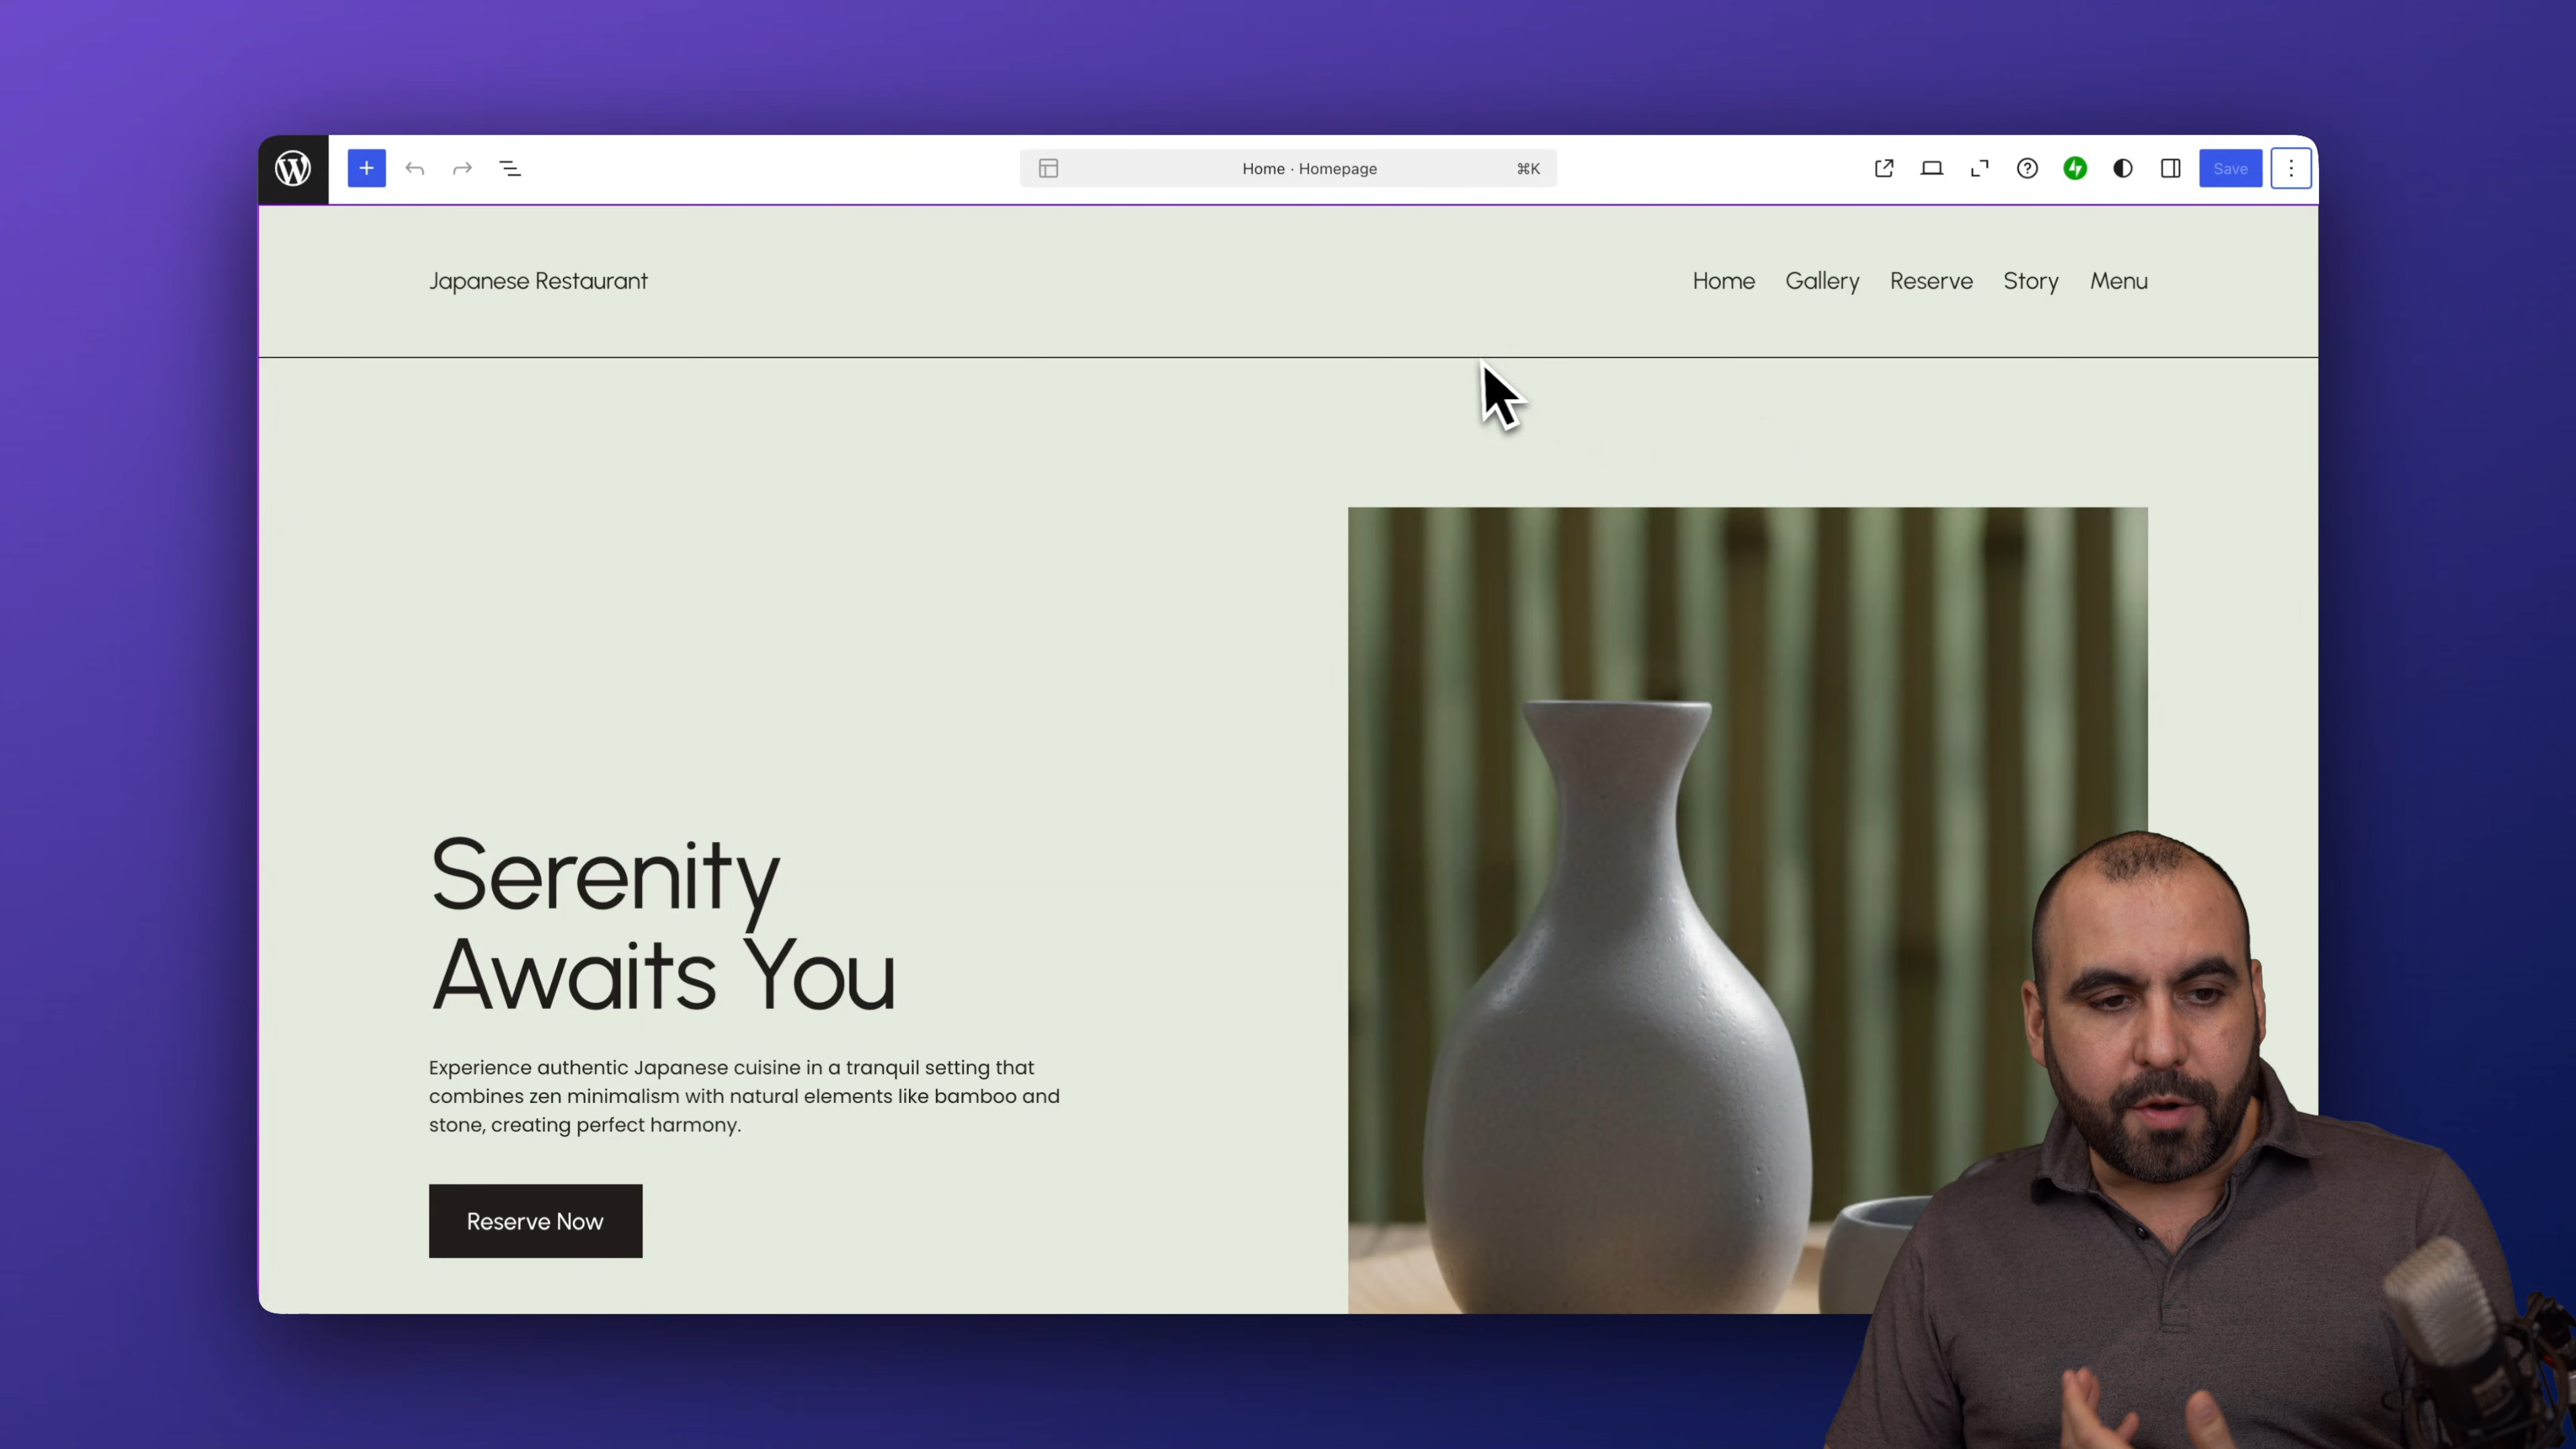 Home · Homepage
⌘K
Save
Japanese Restaurant
Home Gallery Reserve Story Menu
Serenity
Awaits You
Experience authentic Japanese cuisine in a tranquil setting that
combines zen minimalism with natural elements like bamboo and
stone, creating perfect harmony.
Reserve Now